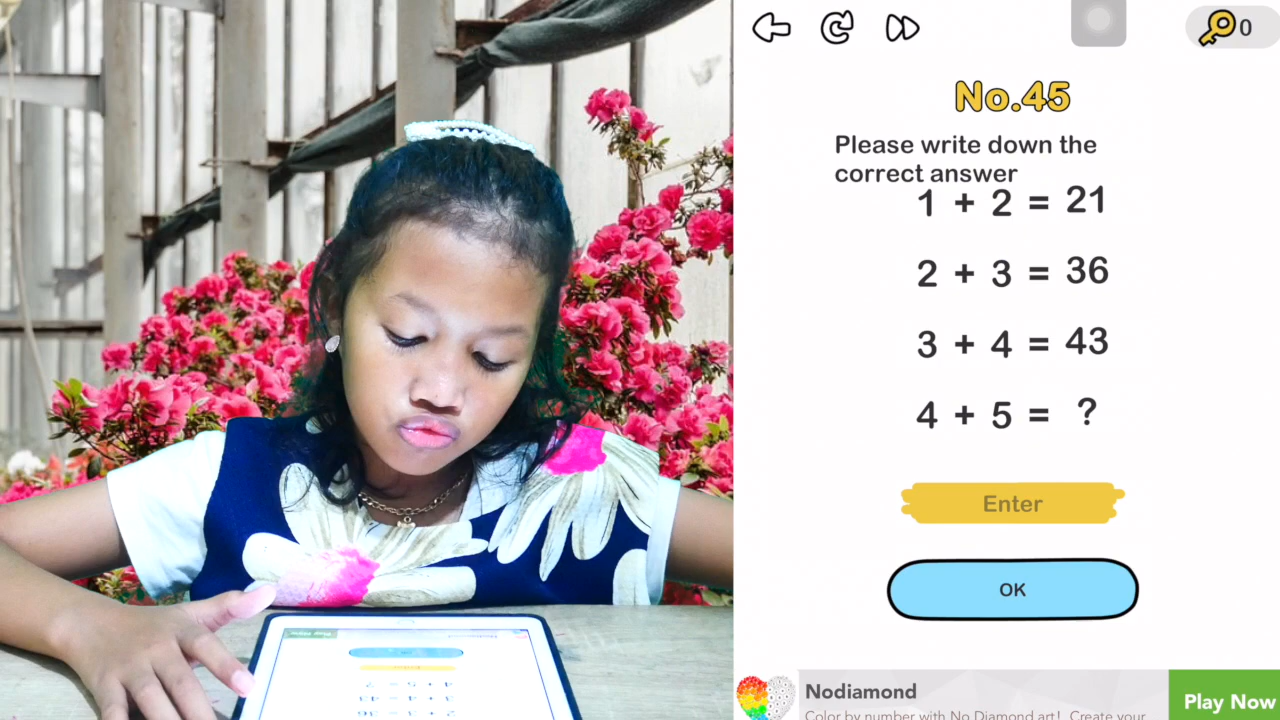 0
No.45
Please write down the
correct answer
1 + 2 = 21
2 + 3 = 36
3 + 4 = 43
4 + 5 = ?
Enter
OK
Nodiamond
Color by number with No Diamond art! Create your
Play Now